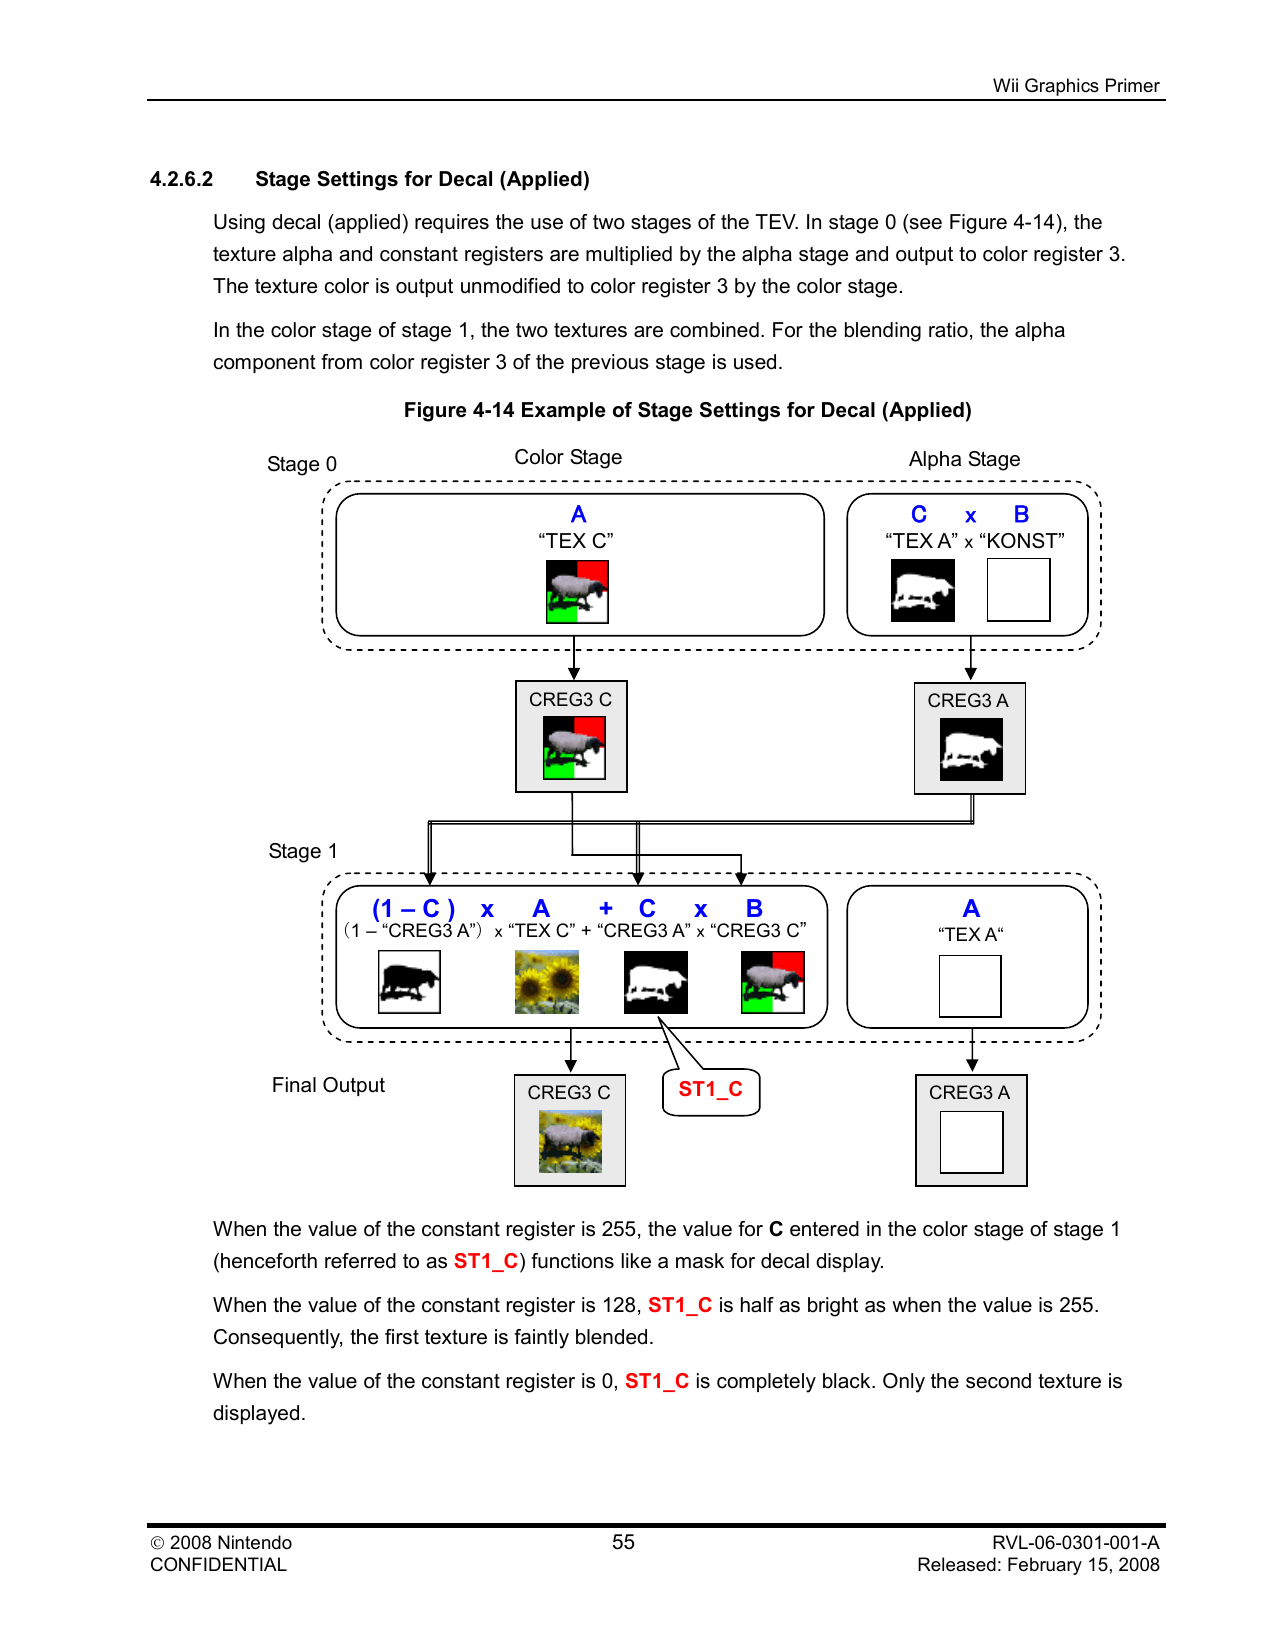 Wii Graphics Primer
4.2.6.2 Stage Settings for Decal (Applied)
Using decal (applied) requires the use of two stages of the TEV. In stage 0 (see Figure 4-14), the
texture alpha and constant registers are multiplied by the alpha stage and output to color register 3.
The texture color is output unmodified to color register 3 by the color stage.
In the color stage of stage 1, the two textures are combined. For the blending ratio, the alpha
component from color register 3 of the previous stage is used.
Figure 4-14 Example of Stage Settings for Decal (Applied)
Stage 0
Color Stage
Alpha Stage
A
“TEX C”
C x B
“TEX A” x “KONST”
CREG3 C
CREG3 A
Stage 1
(1 – C ) x A + C x B
（1 – “CREG3 A”）x “TEX C” + “CREG3 A” x “CREG3 C”
A
“TEX A“
Final Output
CREG3 C
ST1_C
CREG3 A
When the value of the constant register is 255, the value for C entered in the color stage of stage 1
(henceforth referred to as ST1_C) functions like a mask for decal display.
When the value of the constant register is 128, ST1_C is half as bright as when the value is 255.
Consequently, the first texture is faintly blended.
When the value of the constant register is 0, ST1_C is completely black. Only the second texture is
displayed.
© 2008 Nintendo 55 RVL-06-0301-001-A
CONFIDENTIAL Released: February 15, 2008